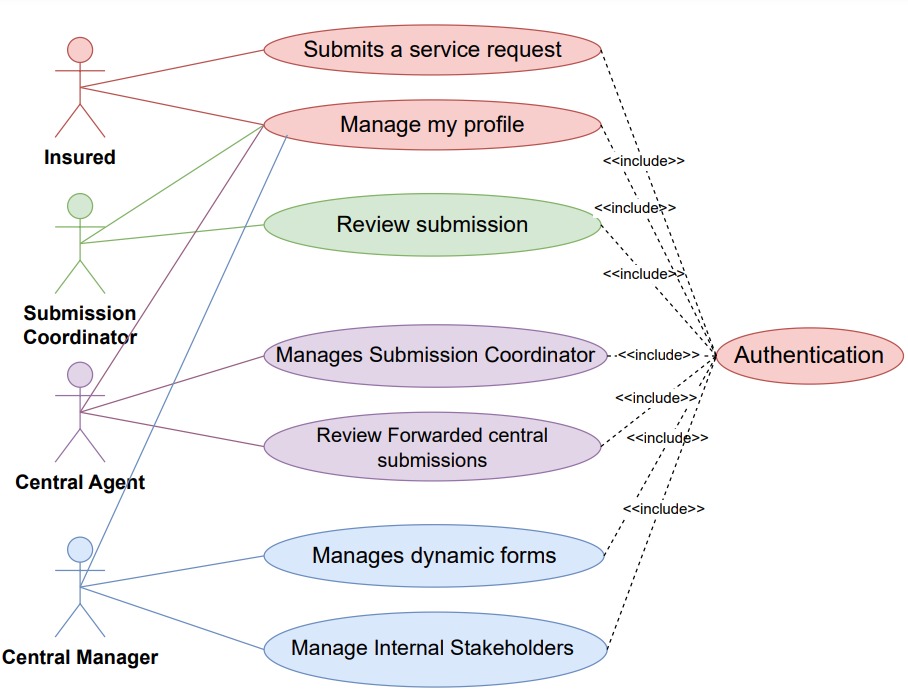 Submits a service request
Manage my profile
Insured
<<include>>
<<include>>
Review submission
<<include>>
Submission
Coordinator
Manages Submission Coordinator
<<include>>
Authentication
<<include>>
Review Forwarded central
submissions
<<include>>
Central Agent
<<include>>
Manages dynamic forms
Manage Internal Stakeholders
Central Manager